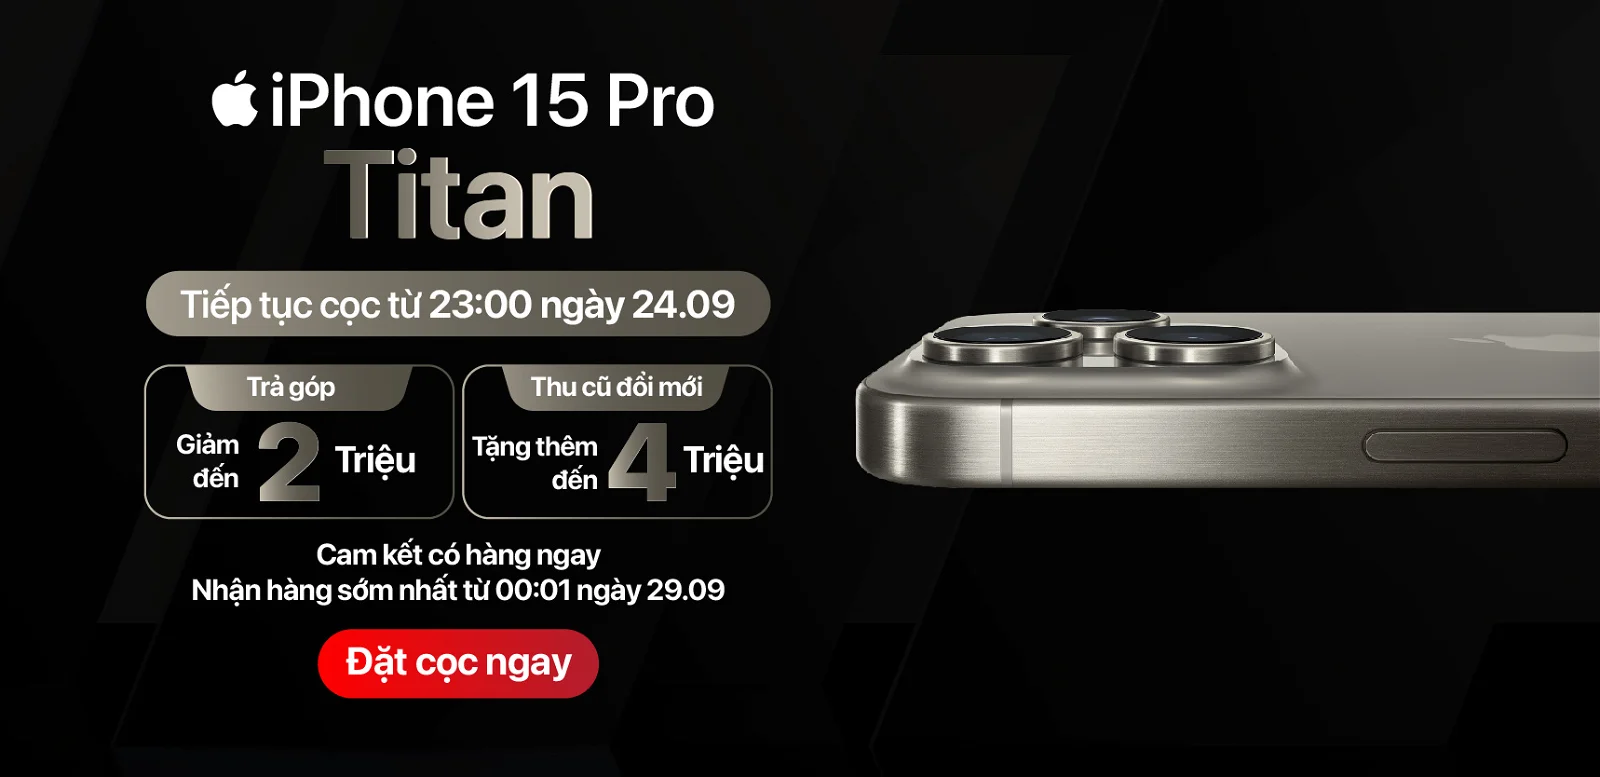 iPhone 15 Pro
Titan
Tiếp tục cọc từ 23:00 ngày 24.09
Trả góp
Giảm đến 2 Triệu
Thu cũ đổi mới
Tặng thêm đến 4 Triệu
Cam kết có hàng ngay
Nhận hàng sớm nhất từ 00:01 ngày 29.09
Đặt cọc ngay